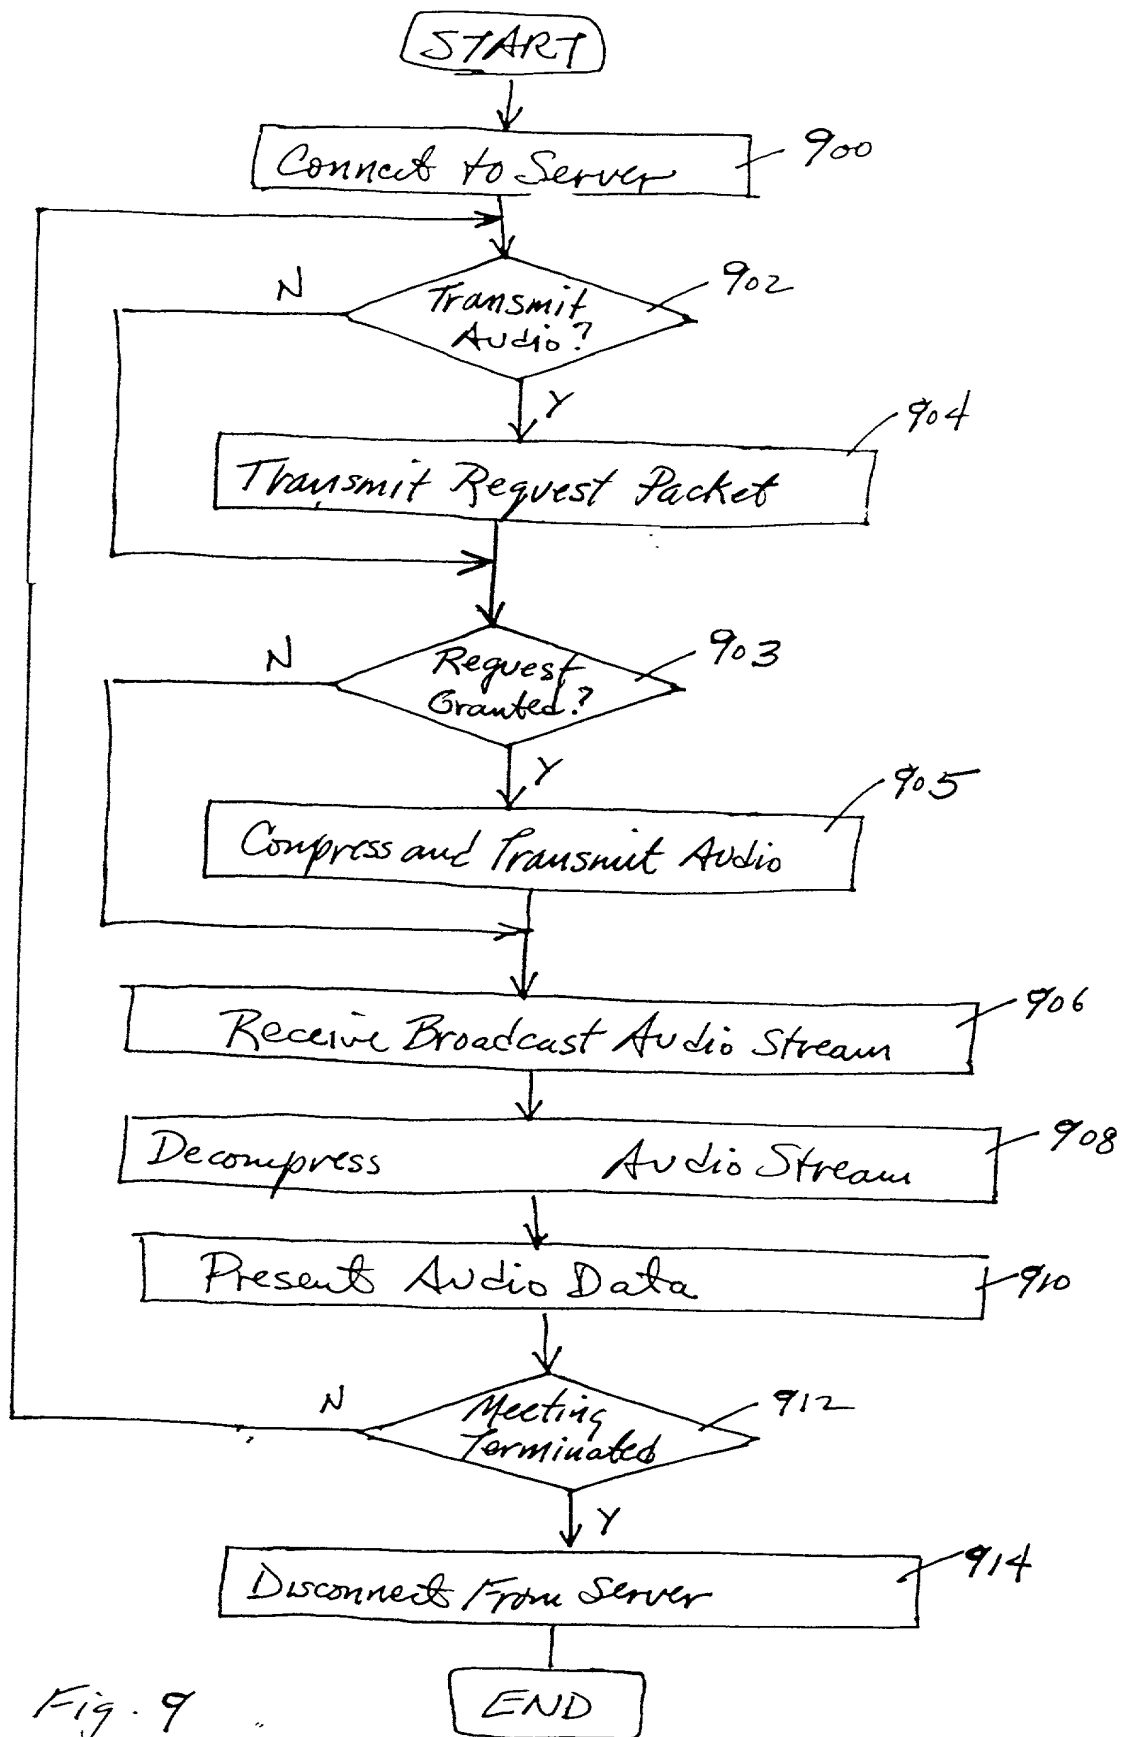 START
Connect to Server
900
N
Transmit
Audio?
902
Y
904
Transmit Request Packet
N
Request
Granted?
903
Y
905
Compress and Transmit Audio
906
Receive Broadcast Audio Stream
908
Decompress Audio Stream
Present Audio Data
910
N
Meeting
Terminated
912
Y
914
Disconnect From Server
END
Fig. 9